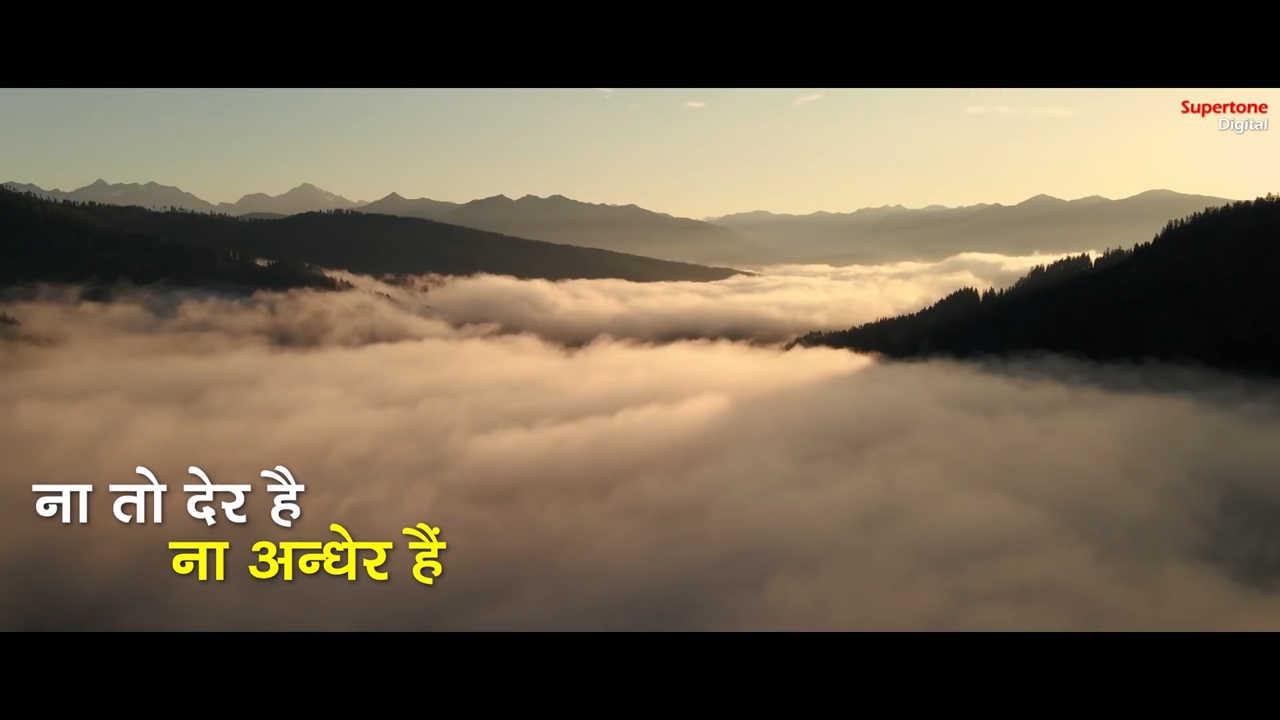 Supertone
Digital
ना तो देर है
ना अन्धेर हैं